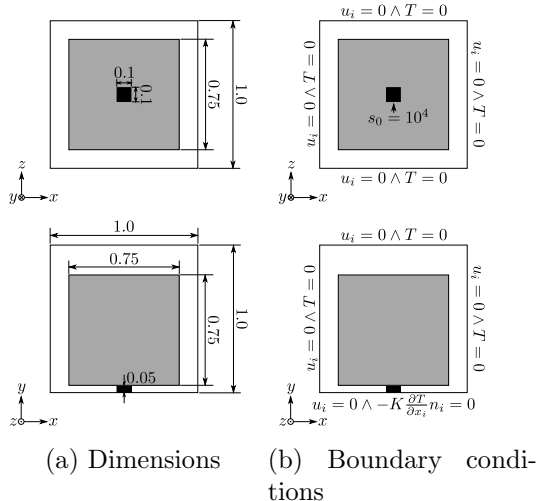 0.1
0.1
0.75
1.0
z
y
x
u_i = 0 ∧ T = 0
u_i = 0 ∧ T = 0
u_i = 0 ∧ T = 0
s_0 = 10^4
u_i = 0 ∧ T = 0
z
y
x
1.0
0.75
0.75
1.0
0.05
y
z
x
u_i = 0 ∧ T = 0
u_i = 0 ∧ T = 0
u_i = 0 ∧ T = 0
u_i = 0 ∧ −K ∂T/∂x_i n_i = 0
y
z
x
(a) Dimensions
(b) Boundary condi-
tions